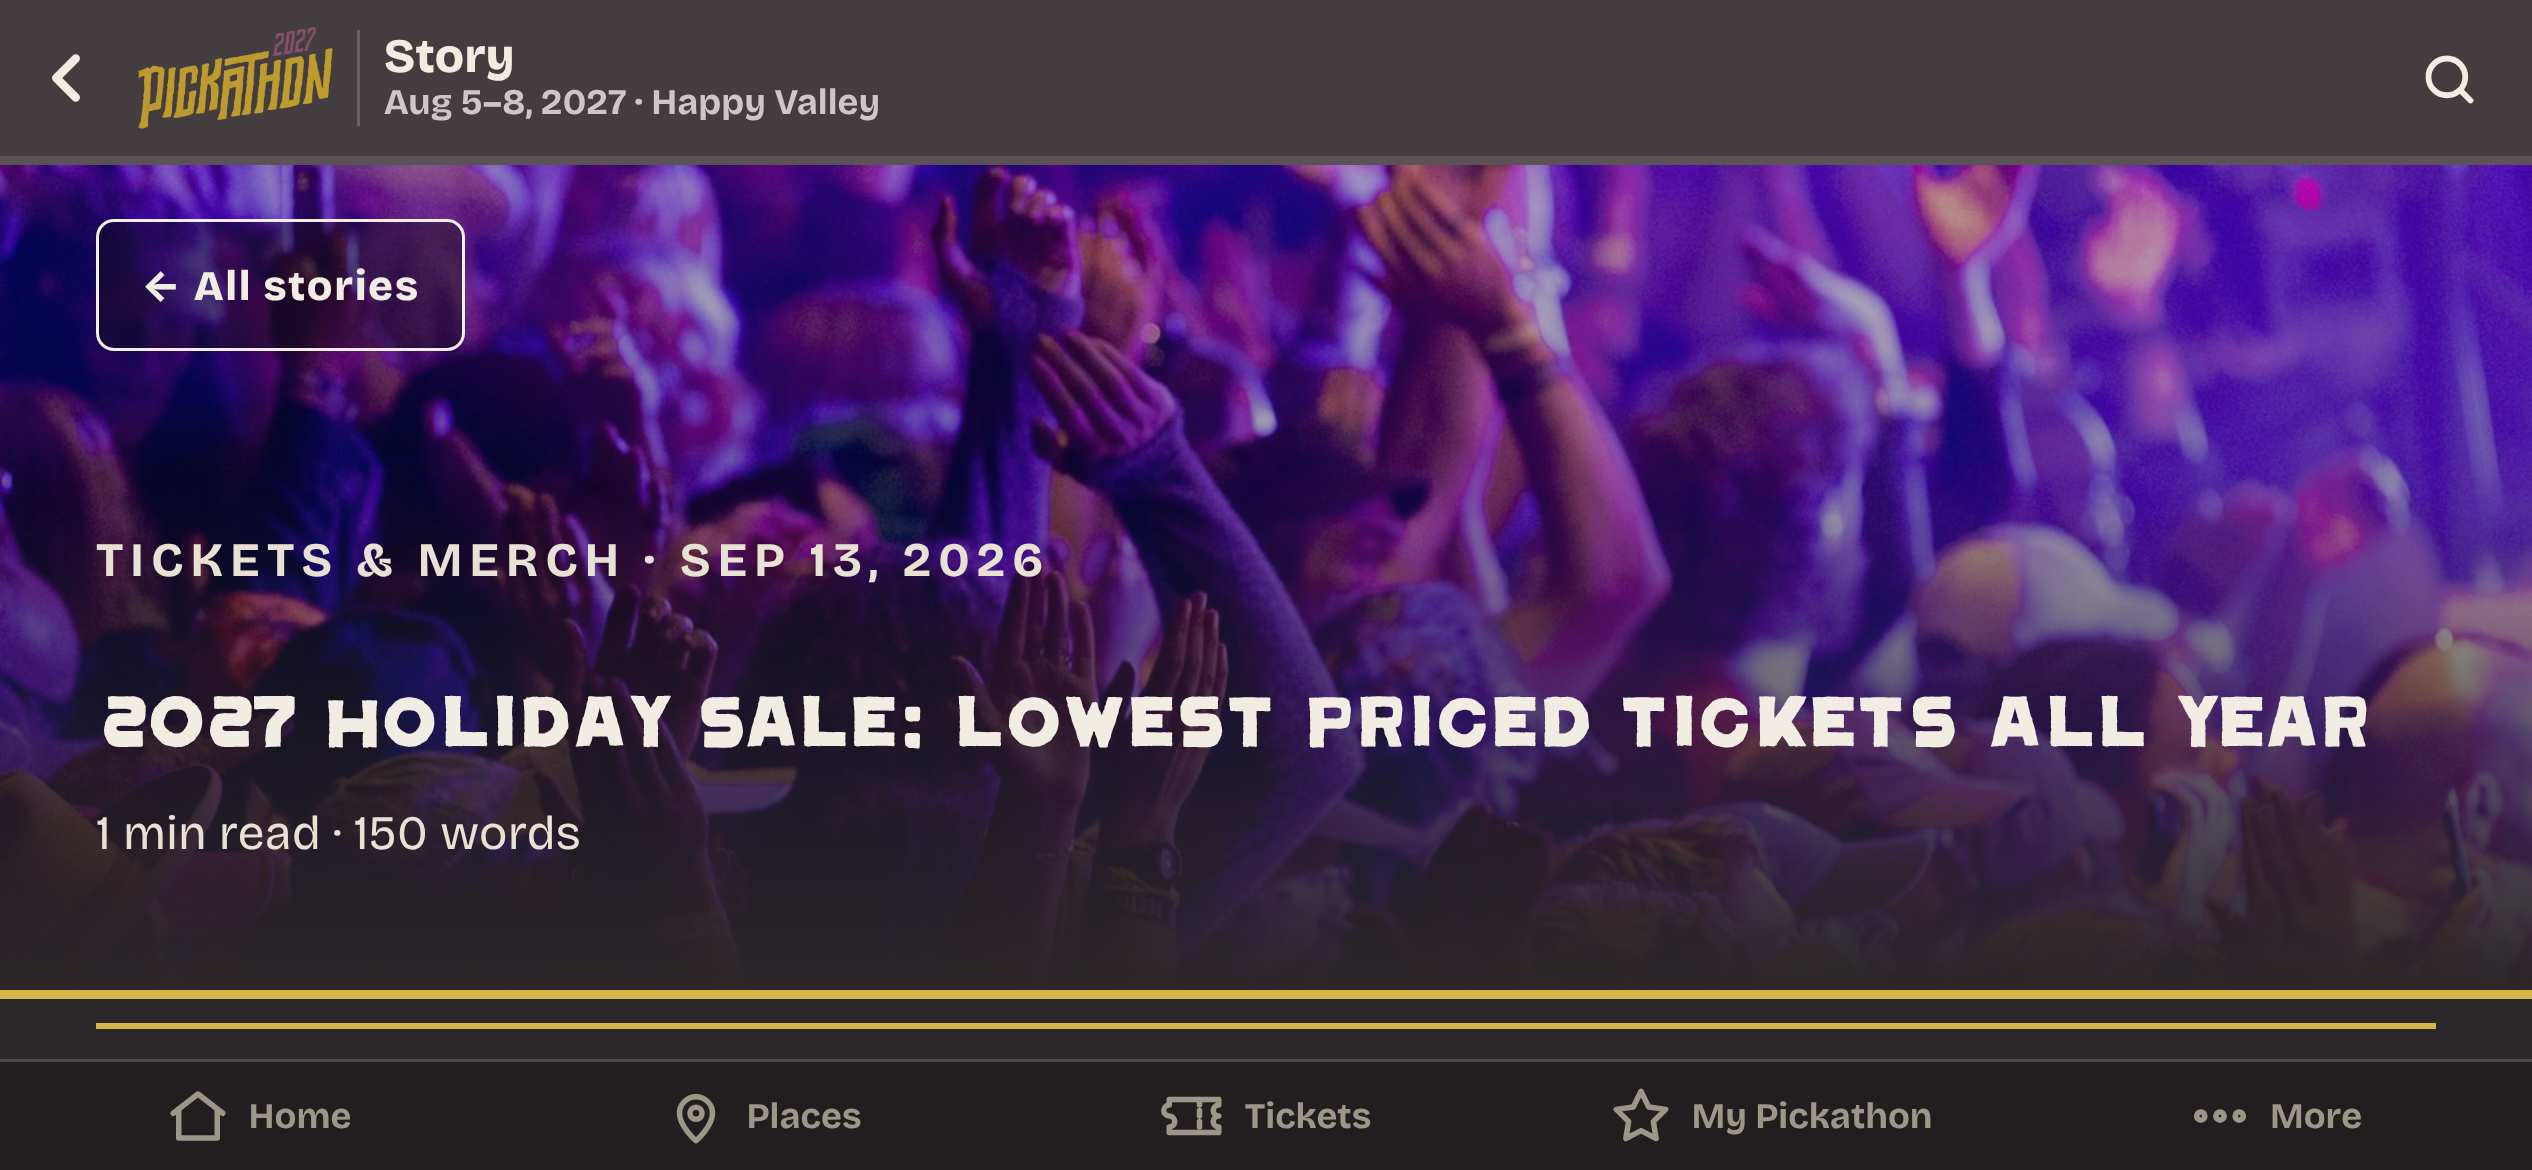 2027
PICKATHON
Story
Aug 5–8, 2027 · Happy Valley
← All stories
TICKETS & MERCH · SEP 13, 2026
2027 HOLIDAY SALE: LOWEST PRICED TICKETS ALL YEAR
1 min read · 150 words
Home
Places
Tickets
My Pickathon
More